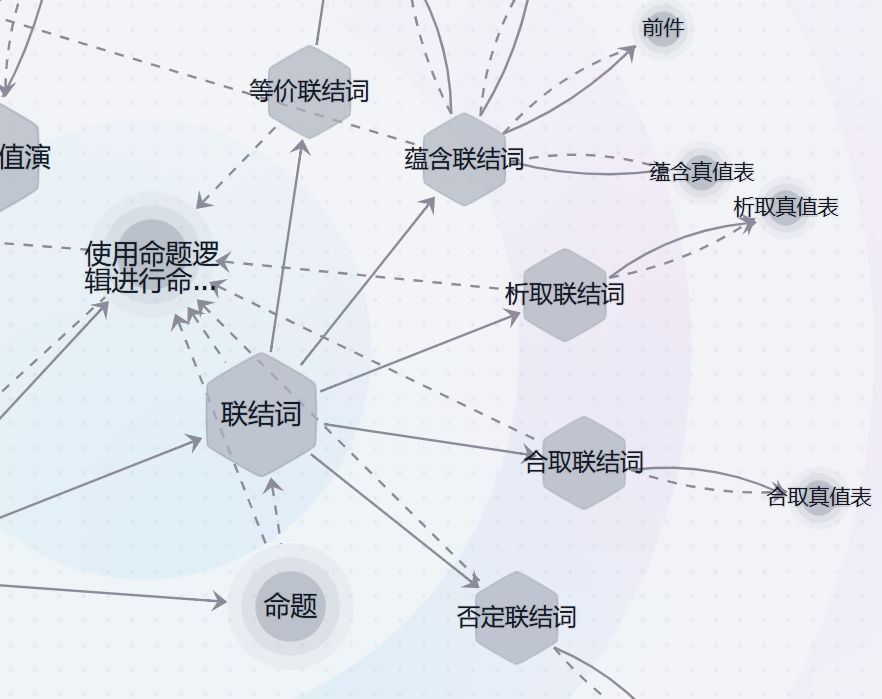 前件
等价联结词
值演
蕴含联结词
蕴含真值表
析取真值表
使用命题逻
辑进行命...
析取联结词
联结词
合取联结词
合取真值表
命题
否定联结词